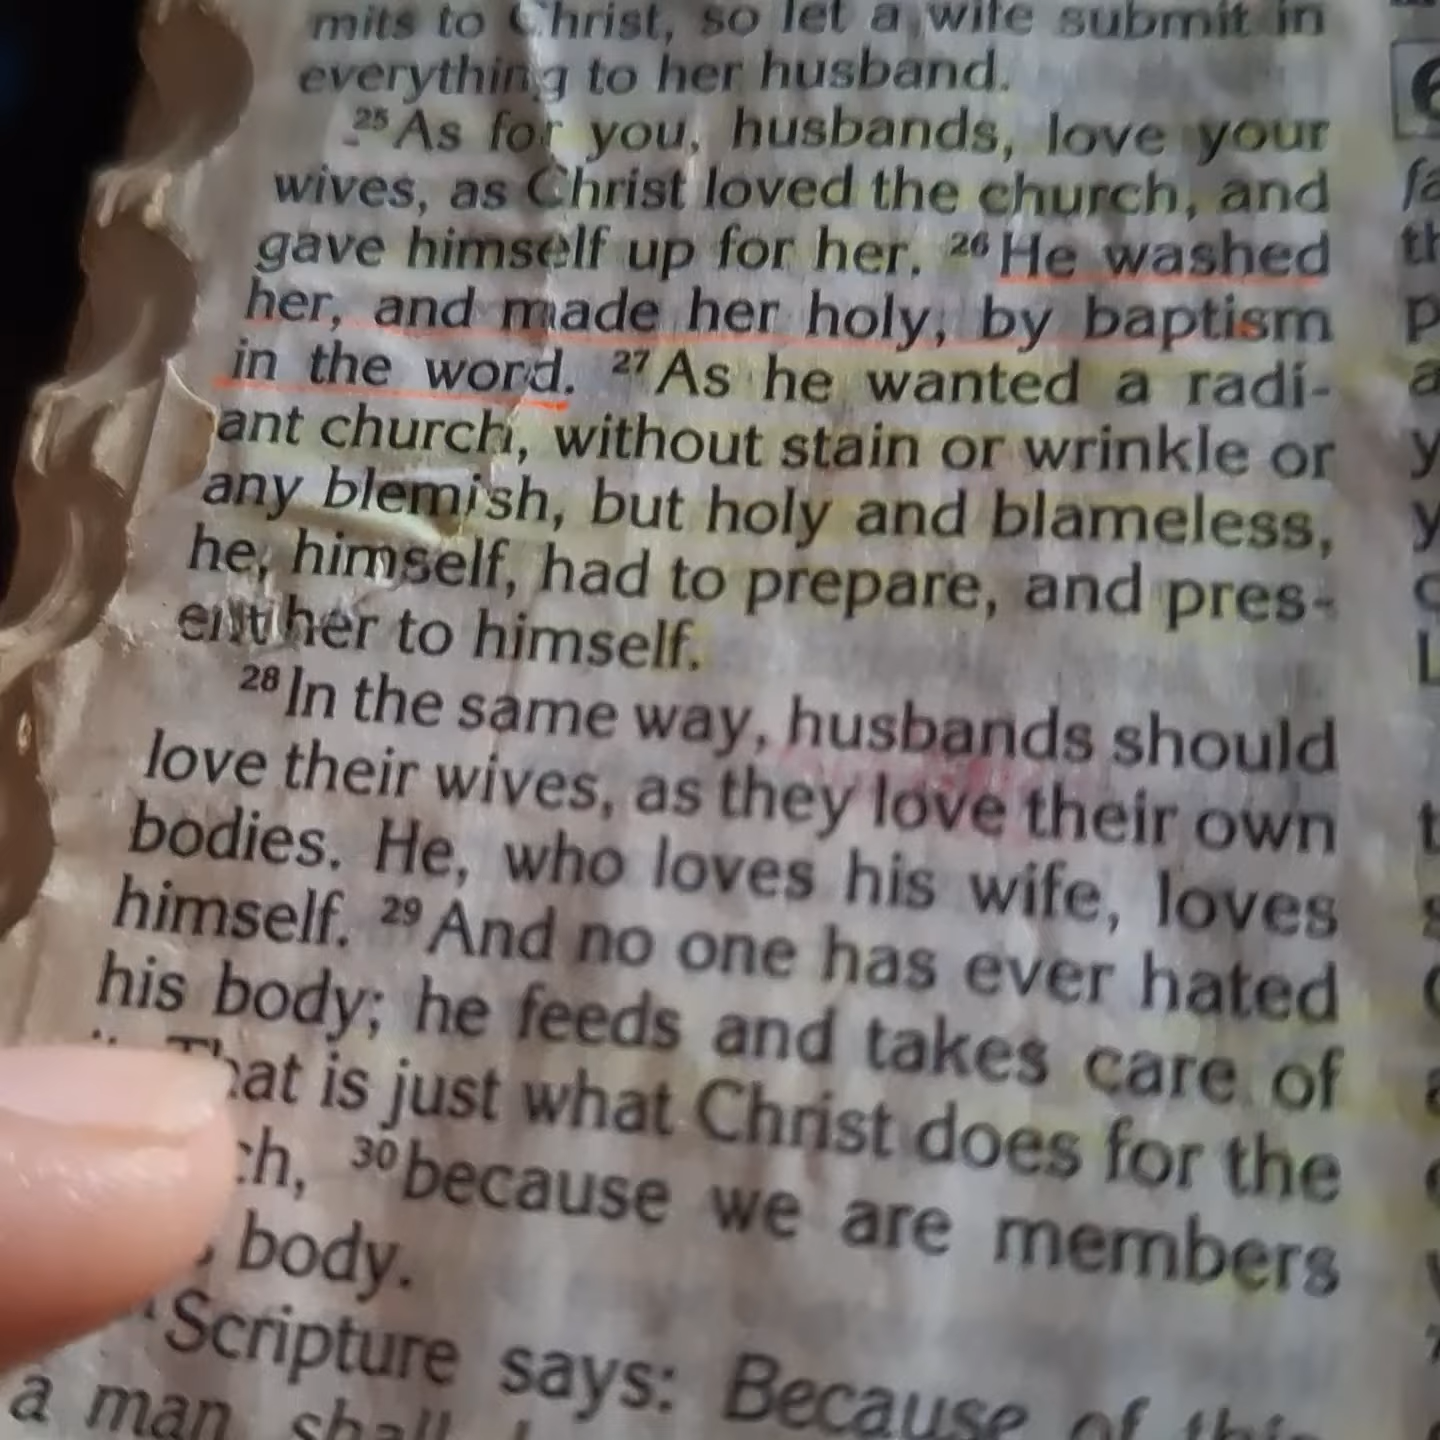 mits to Christ, so let a wife submit in
everything to her husband.
25 As for you, husbands, love your
wives, as Christ loved the church, and
gave himself up for her. 26 He washed
her, and made her holy, by baptism
in the word. 27 As he wanted a radi-
ant church, without stain or wrinkle or
any blemish, but holy and blameless,
he, himself, had to prepare, and pres-
ent her to himself.
28 In the same way, husbands should
love their wives, as they love their own
bodies. He, who loves his wife, loves
himself. 29 And no one has ever hated
his body; he feeds and takes care of
is just what Christ does for the
30 because we are members
body.
Scripture says: Because of this
a man shall
6